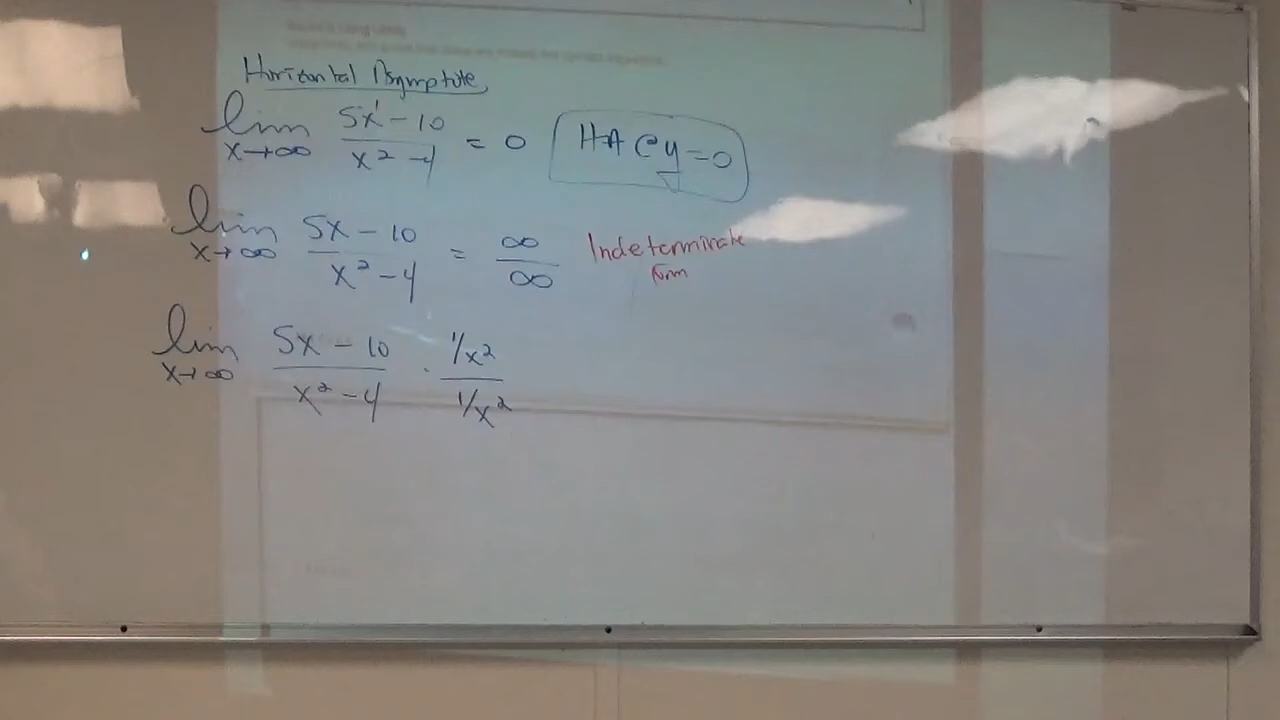 Horizontal Asymptote
lim x→∞ (5x¹ - 10)/(x² - 4) = 0 HA @ y=0
lim x→∞ (5x - 10)/(x² - 4) = ∞/∞ Indeterminate form
lim x→∞ (5x - 10)/(x² - 4) · (1/x²)/(1/x²)